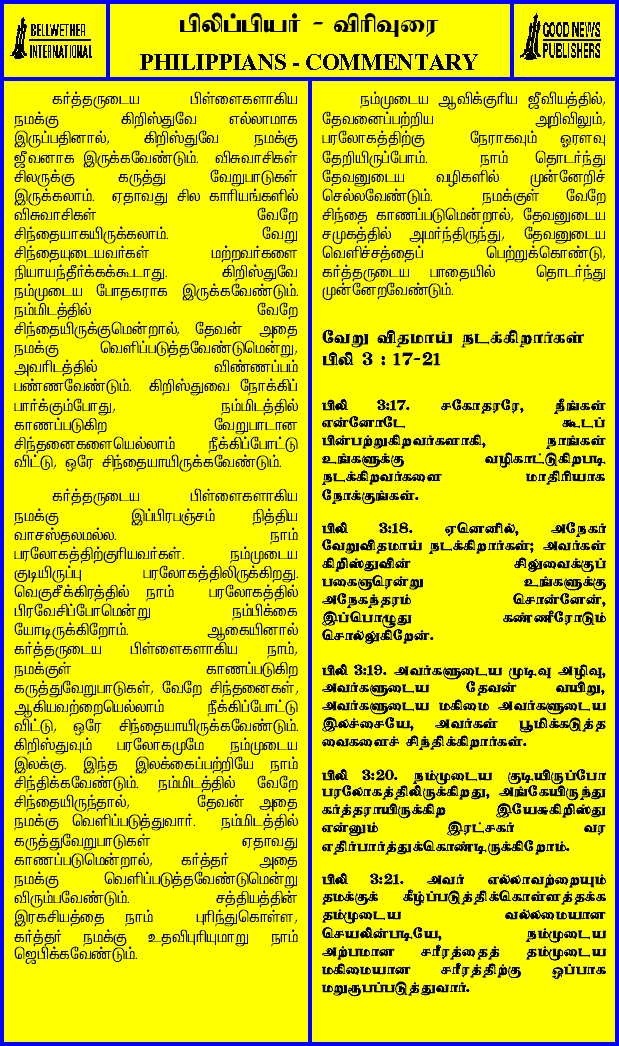 BELLWETHER
INTERNATIONAL
பிலிப்பியர் - விரிவுரை
PHILIPPIANS - COMMENTARY
GOOD NEWS
PUBLISHERS
கர்த்தருடைய பிள்ளைகளாகிய
நமக்கு கிறிஸ்துவே எல்லாமாக
இருப்பதினால், கிறிஸ்துவே நமக்கு
ஜீவனாக இருக்கவேண்டும். விசுவாசிகள்
சிலருக்கு கருத்து வேறுபாடுகள்
இருக்கலாம். ஏதாவது சில காரியங்களில்
விசுவாசிகள் வேறே
சிந்தையாகயிருக்கலாம். வேறு
சிந்தையுடையவர்கள் மற்றவர்களை
நியாயந்தீர்க்கக்கூடாது. கிறிஸ்துவே
நம்முடைய போதகராக இருக்கவேண்டும்.
நம்மிடத்தில் வேறே
சிந்தையிருக்குமென்றால், தேவன் அதை
நமக்கு வெளிப்படுத்தவேண்டுமென்று,
அவரிடத்தில் விண்ணப்பம்
பண்ணவேண்டும். கிறிஸ்துவை நோக்கிப்
பார்க்கும்போது, நம்மிடத்தில்
காணப்படுகிற வேறுபாடான
சிந்தனைகளையெல்லாம் நீக்கிப்போட்டு
விட்டு, ஒரே சிந்தையாயிருக்கவேண்டும்.
கர்த்தருடைய பிள்ளைகளாகிய
நமக்கு இப்பிரபஞ்சம் நித்திய
வாசஸ்தலமல்ல. நாம்
பரலோகத்திற்குரியவர்கள். நம்முடைய
குடியிருப்பு பரலோகத்திலிருக்கிறது.
வெகுசீக்கிரத்தில் நாம் பரலோகத்தில்
பிரவேசிப்போமென்று நம்பிக்கை
யோடிருக்கிறோம். ஆகையினால்
கர்த்தருடைய பிள்ளைகளாகிய நாம்,
நமக்குள் காணப்படுகிற
கருத்துவேறுபாடுகள், வேறே சிந்தனைகள்,
ஆகியவற்றையெல்லாம் நீக்கிப்போட்டு
விட்டு, ஒரே சிந்தையாயிருக்கவேண்டும்.
கிறிஸ்துவும் பரலோகமுமே நம்முடைய
இலக்கு. இந்த இலக்கைப்பற்றியே நாம்
சிந்திக்கவேண்டும். நம்மிடத்தில் வேறே
சிந்தையிருந்தால், தேவன் அதை
நமக்கு வெளிப்படுத்துவார். நம்மிடத்தில்
கருத்துவேறுபாடுகள் ஏதாவது
காணப்படுமென்றால், கர்த்தர் அதை
நமக்கு வெளிப்படுத்தவேண்டுமென்று
விரும்பவேண்டும். சத்தியத்தின்
இரகசியத்தை நாம் புரிந்துகொள்ள,
கர்த்தர் நமக்கு உதவிபுரியுமாறு நாம்
ஜெபிக்கவேண்டும்.
நம்முடைய ஆவிக்குரிய ஜீவியத்தில்,
தேவனைப்பற்றிய அறிவிலும்,
பரலோகத்திற்கு நேராகவும் ஓரளவு
தேறியிருப்போம். நாம் தொடர்ந்து
தேவனுடைய வழிகளில் முன்னேறிச்
செல்லவேண்டும். நமக்குள் வேறே
சிந்தை காணப்படுமென்றால், தேவனுடைய
சமுகத்தில் அமர்ந்திருந்து, தேவனுடைய
வெளிச்சத்தைப் பெற்றுக்கொண்டு,
கர்த்தருடைய பாதையில் தொடர்ந்து
முன்னேறவேண்டும்.
வேறு விதமாய் நடக்கிறார்கள்
பிலி 3 : 17-21
பிலி 3:17. சகோதரரே, நீங்கள்
என்னோடே கூடப்
பின்பற்றுகிறவர்களாகி, நாங்கள்
உங்களுக்கு வழிகாட்டுகிறபடி
நடக்கிறவர்களை மாதிரியாக
நோக்குங்கள்.
பிலி 3:18. ஏனெனில், அநேகர்
வேறுவிதமாய் நடக்கிறார்கள்; அவர்கள்
கிறிஸ்துவின் சிலுவைக்குப்
பகைஞரென்று உங்களுக்கு
அநேகந்தரம் சொன்னேன்,
இப்பொழுது கண்ணீரோடும்
சொல்லுகிறேன்.
பிலி 3:19. அவர்களுடைய முடிவு அழிவு,
அவர்களுடைய தேவன் வயிறு,
அவர்களுடைய மகிமை அவர்களுடைய
இலச்சையே, அவர்கள் பூமிக்கடுத்த
வைகளைச் சிந்திக்கிறார்கள்.
பிலி 3:20. நம்முடைய குடியிருப்போ
பரலோகத்திலிருக்கிறது, அங்கேயிருந்து
கர்த்தராயிருக்கிற இயேசுகிறிஸ்து
என்னும் இரட்சகர் வர
எதிர்பார்த்துக்கொண்டிருக்கிறோம்.
பிலி 3:21. அவர் எல்லாவற்றையும்
தமக்குக் கீழ்ப்படுத்திக்கொள்ளத்தக்க
தம்முடைய வல்லமையான
செயலின்படியே, நம்முடைய
அற்பமான சரீரத்தைத் தம்முடைய
மகிமையான சரீரத்திற்கு ஒப்பாக
மறுரூபப்படுத்துவார்.